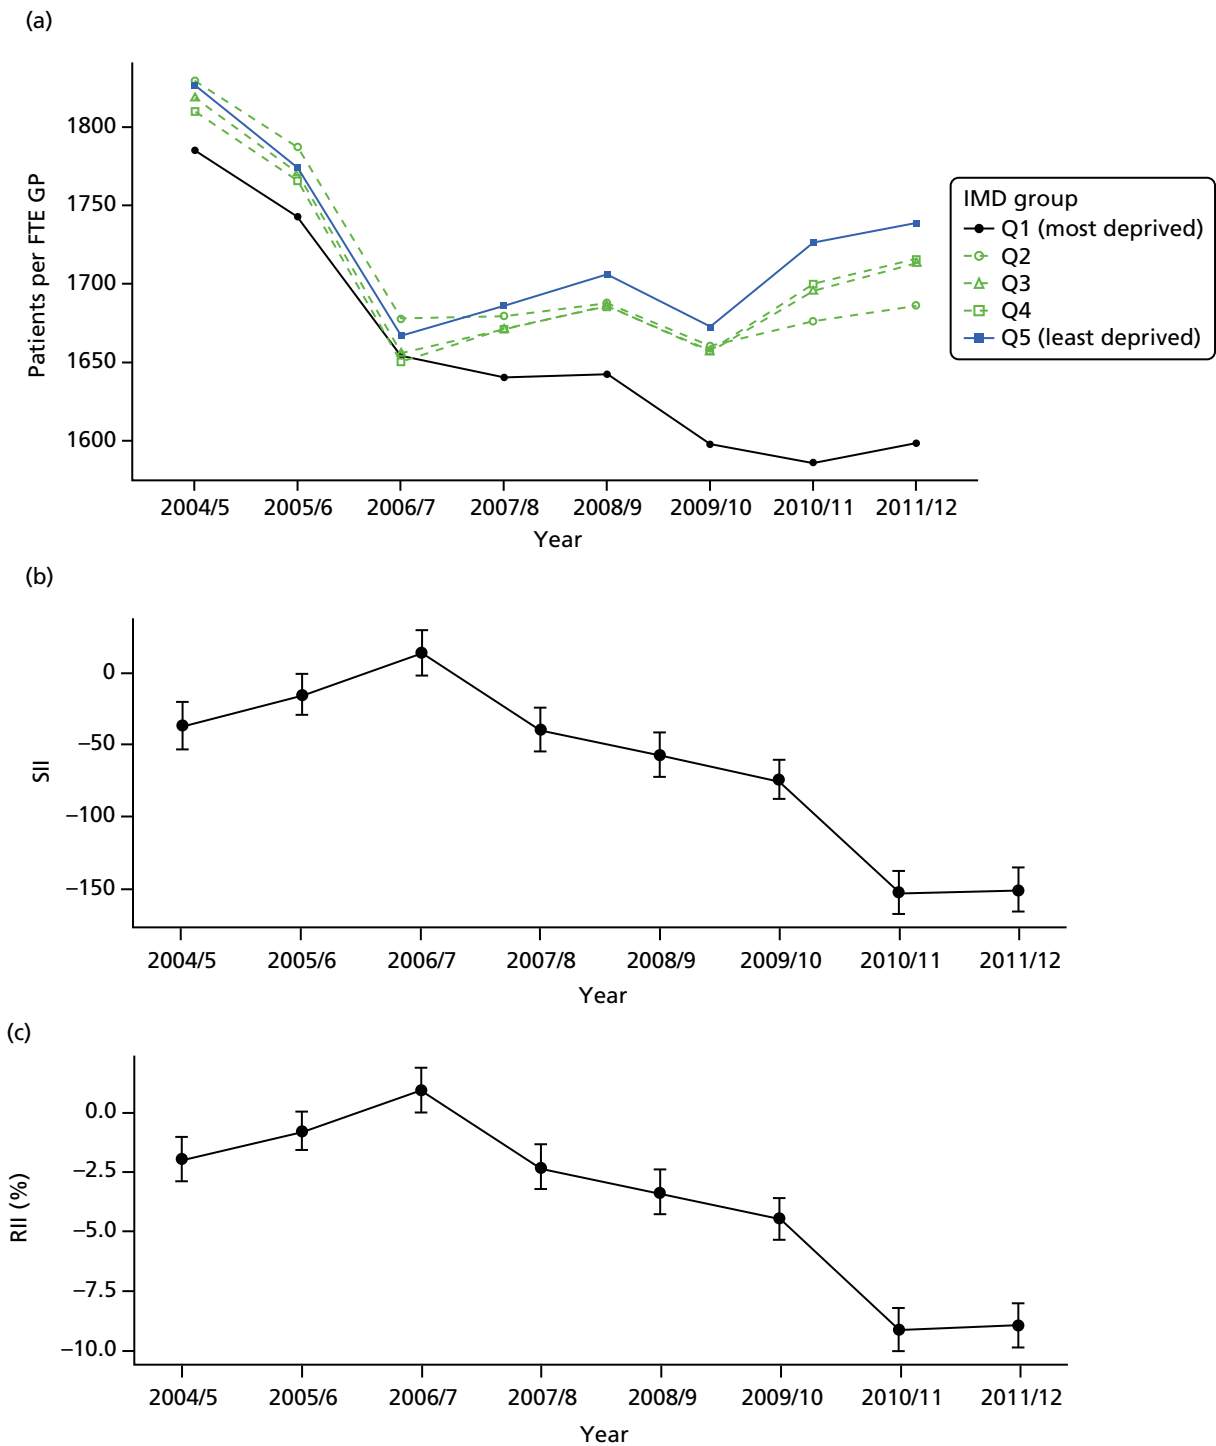 (a)
1800
1750
1700
1650
1600
Patients per FTE GP
2004/5 2005/6 2006/7 2007/8 2008/9 2009/10 2010/11 2011/12
Year
IMD group
Q1 (most deprived)
Q2
Q3
Q4
Q5 (least deprived)
(b)
0
−50
−100
−150
SII
2004/5 2005/6 2006/7 2007/8 2008/9 2009/10 2010/11 2011/12
Year
(c)
0.0
−2.5
−5.0
−7.5
−10.0
RII (%)
2004/5 2005/6 2006/7 2007/8 2008/9 2009/10 2010/11 2011/12
Year